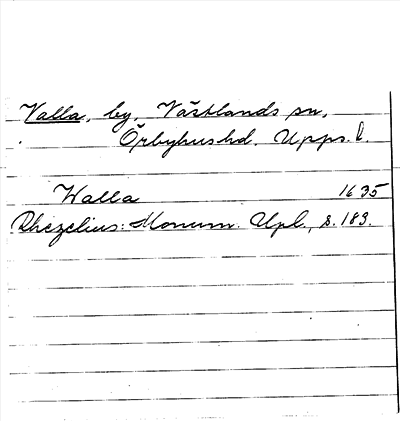 Valla, by, Västlands sn,
Örbyhus hd. Upps. l.
Walla 1635
Rhezelius: Monum. Upl., s. 183.